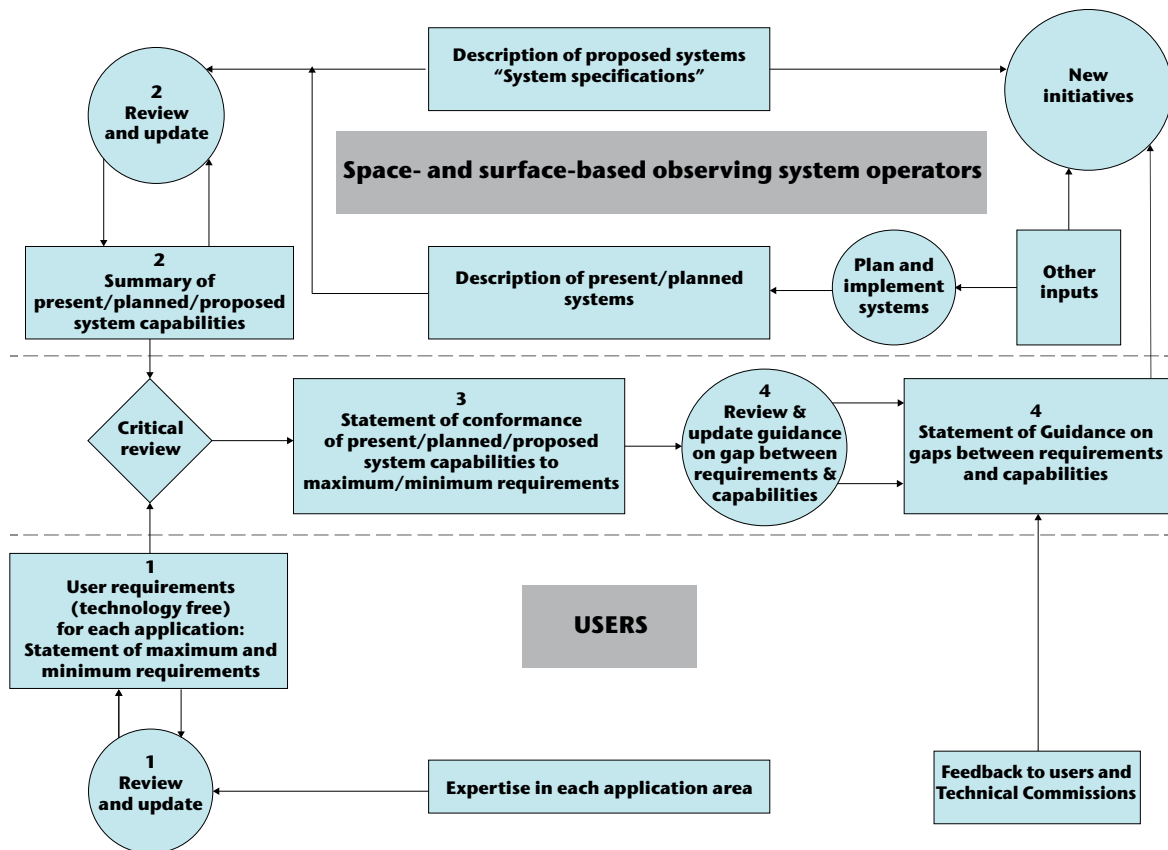 Description of proposed systems
“System specifications”
New
initiatives
2
Review
and update
Space- and surface-based observing system operators
2
Summary of
present/planned/proposed
system capabilities
Description of present/planned
systems
Plan and
implement
systems
Other
inputs
Critical
review
3
Statement of conformance
of present/planned/proposed
system capabilities to
maximum/minimum requirements
4
Review &
update guidance
on gap between
requirements &
capabilities
4
Statement of Guidance on
gaps between requirements
and capabilities
1
User requirements
(technology free)
for each application:
Statement of maximum and
minimum requirements
USERS
1
Review
and update
Expertise in each application area
Feedback to users and
Technical Commissions